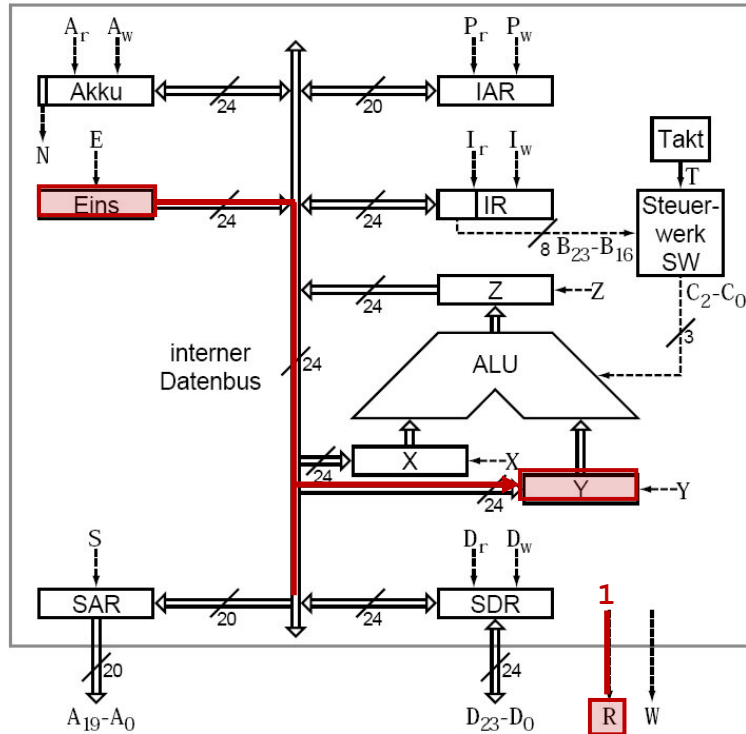 A_r A_w P_r P_w
Akku 24 20 IAR
N E I_r I_w Takt
T
Eins 24 24 IR Steuer-
werk
SW
8 B_23-B_16
24 Z Z C_2-C_0
3
interner 24 ALU
Datenbus
24 X X
24 Y Y
S D_r D_w
SAR 20 24 SDR 1
20 24
A_19-A_0 D_23-D_0 R W